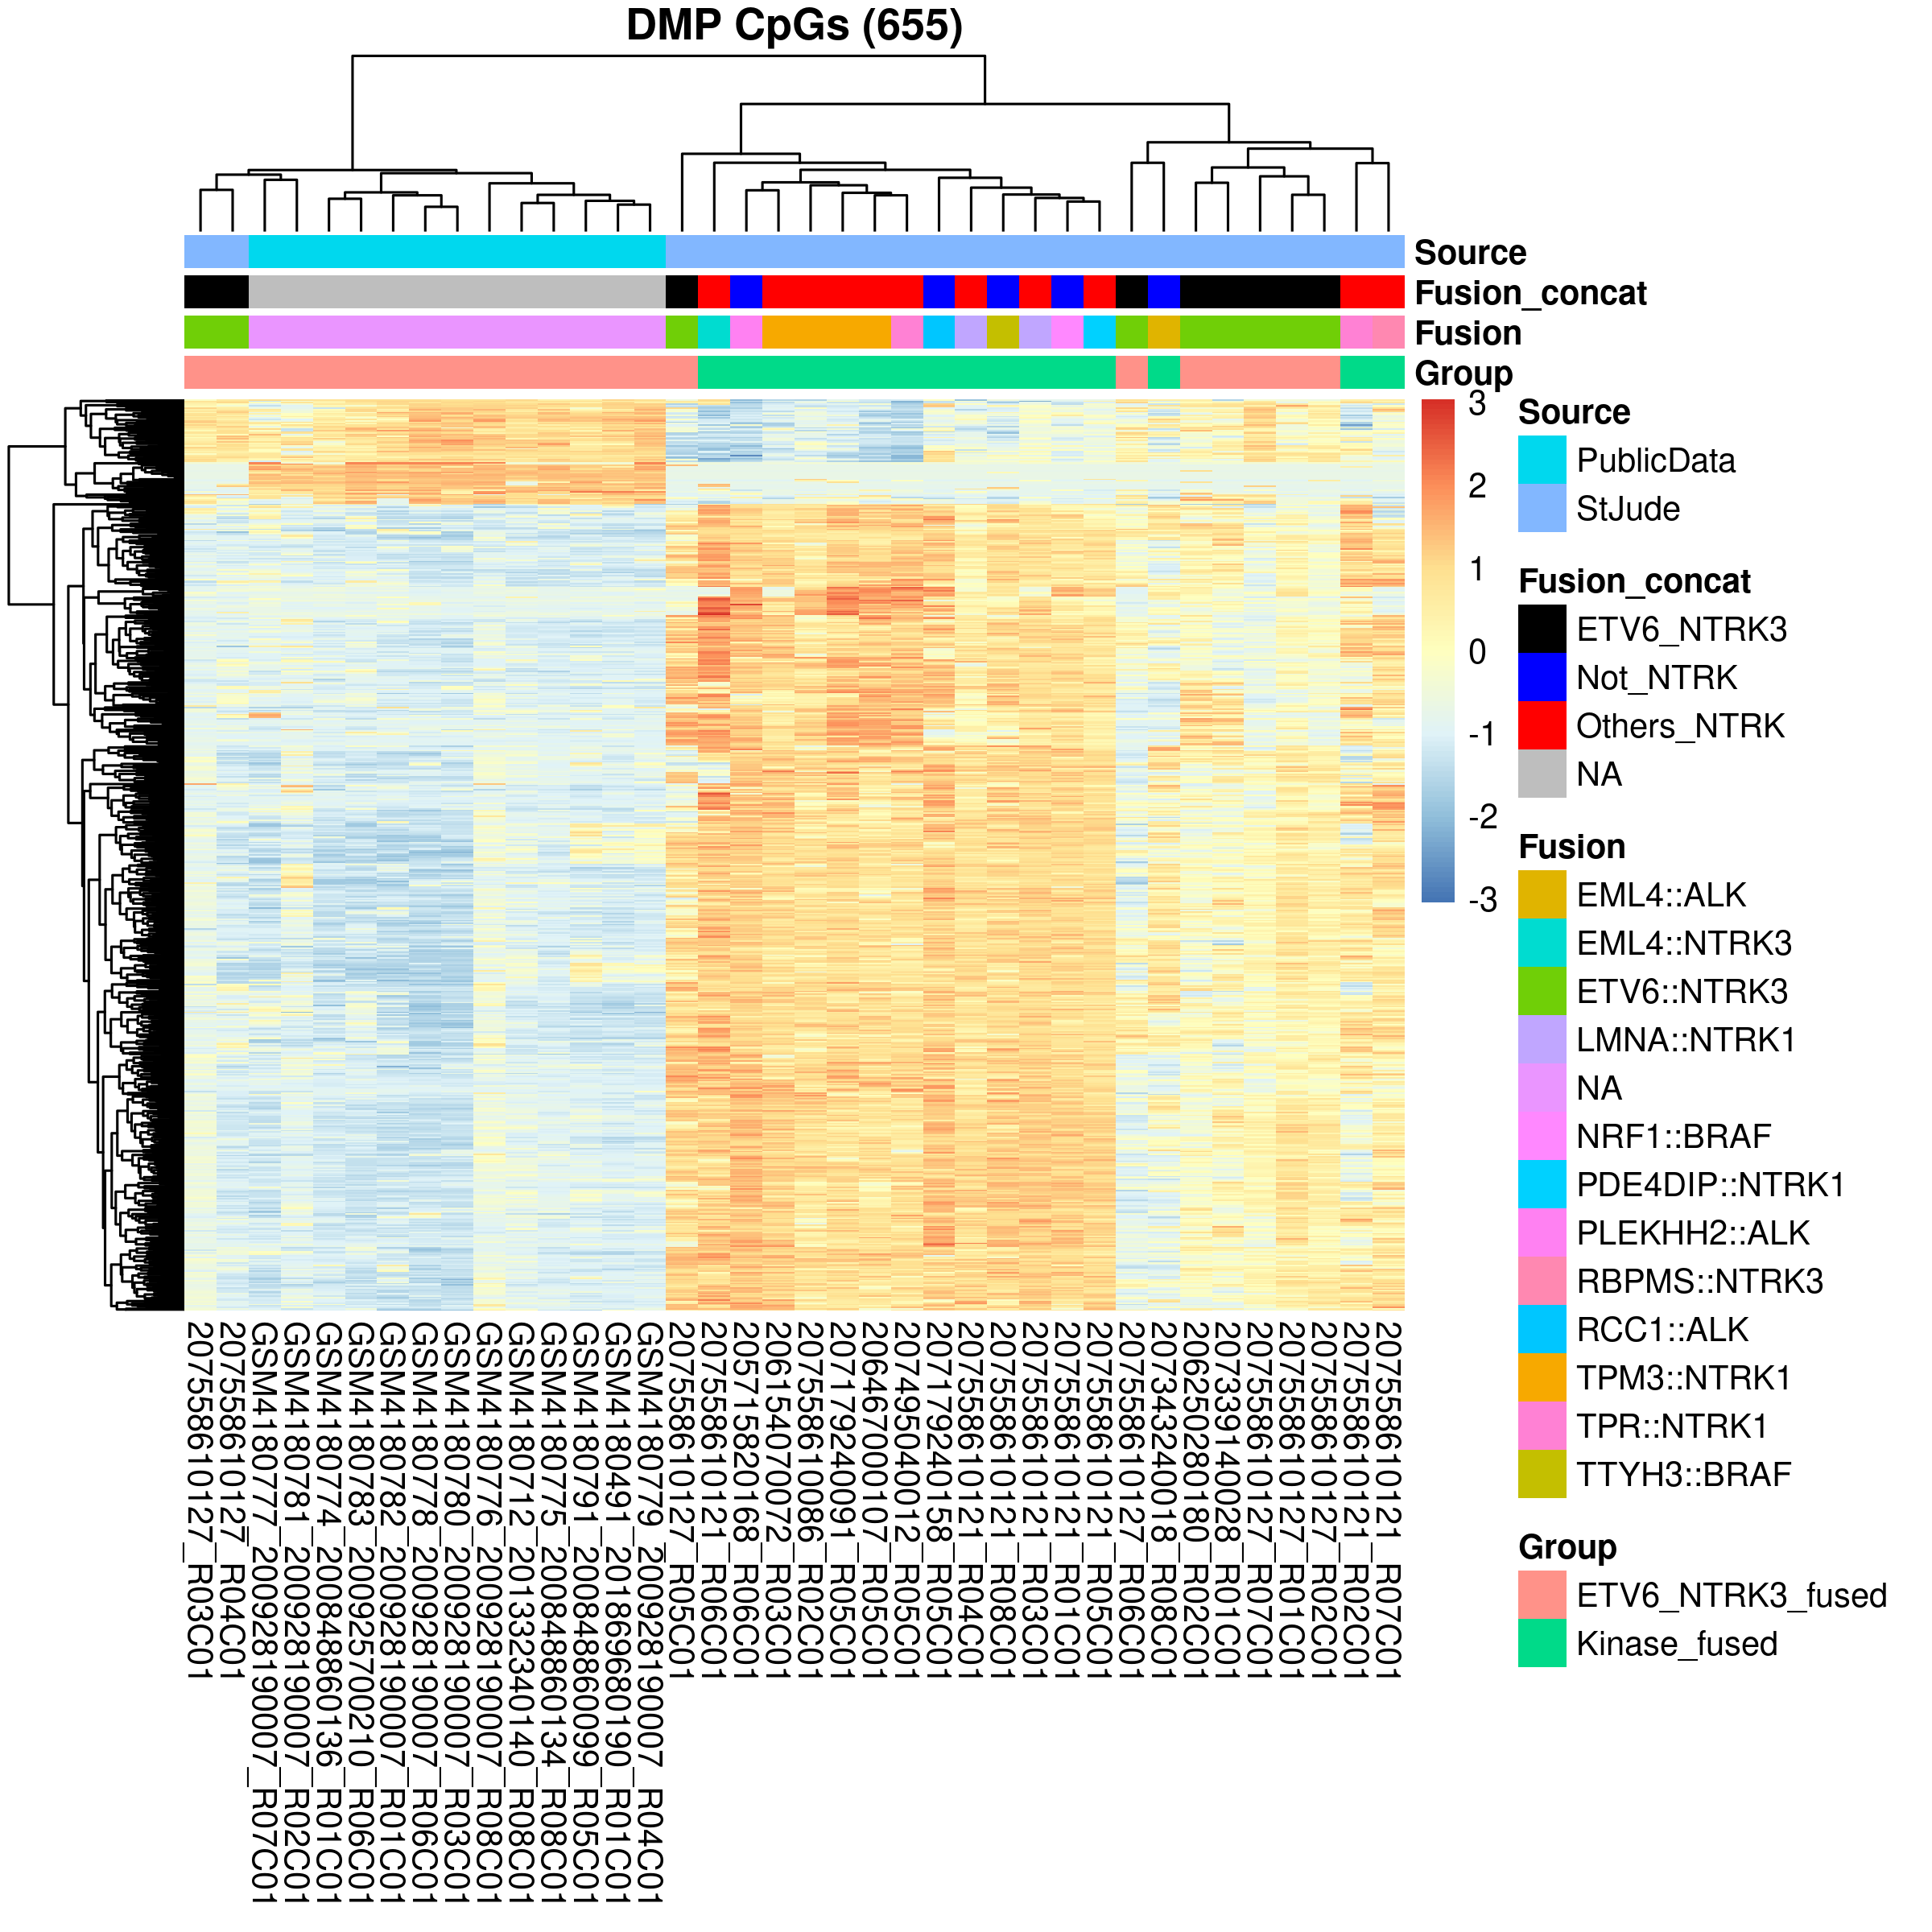 DMP CpGs (655)
Source
Fusion_concat
Fusion
Group
3
2
1
0
-1
-2
-3
Source
PublicData
StJude
Fusion_concat
ETV6_NTRK3
Not_NTRK
Others_NTRK
NA
Fusion
EML4::ALK
EML4::NTRK3
ETV6::NTRK3
LMNA::NTRK1
NA
NRF1::BRAF
PDE4DIP::NTRK1
PLEKHH2::ALK
RBPMS::NTRK3
RCC1::ALK
TPM3::NTRK1
TPR::NTRK1
TTYH3::BRAF
Group
ETV6_NTRK3_fused
Kinase_fused
207558610127_R03C01
207558610127_R04C01
GSM4180777_200928190007_R07C01
GSM4180781_200928190007_R02C01
GSM4180774_200848860136_R01C01
GSM4180783_200925700210_R06C01
GSM4180782_200928190007_R01C01
GSM4180778_200928190007_R06C01
GSM4180780_200928190007_R03C01
GSM4180776_200928190007_R08C01
GSM4180712_201332340140_R08C01
GSM4180775_200848860134_R08C01
GSM4180791_200848860099_R05C01
GSM4180491_201869680190_R01C01
GSM4180779_200928190007_R04C01
207558610127_R05C01
207558610121_R06C01
205715820168_R06C01
206154070072_R03C01
207558610086_R02C01
207179240091_R05C01
206467000107_R05C01
207495040012_R05C01
207179240158_R05C01
207558610121_R04C01
207558610121_R08C01
207558610121_R03C01
207558610121_R01C01
207558610121_R05C01
207558610127_R06C01
207343240018_R08C01
206250280180_R02C01
207339140028_R01C01
207558610127_R07C01
207558610127_R01C01
207558610127_R02C01
207558610121_R02C01
207558610121_R07C01